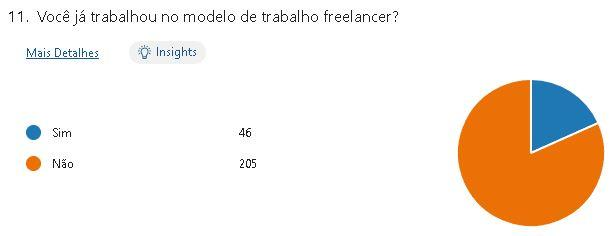 11. Você já trabalhou no modelo de trabalho freelancer?
Mais Detalhes Insights
Sim 46
Não 205